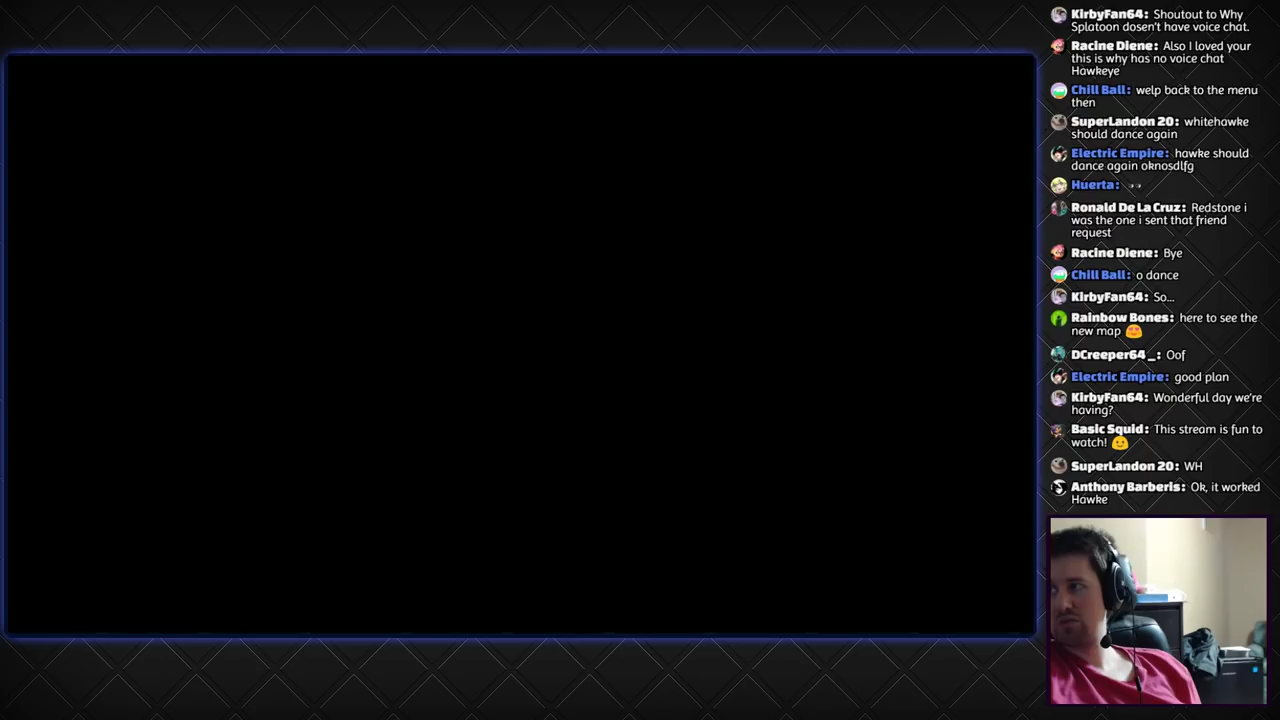 KirbyFan64: Shoutout to Why
Splatoon dosen't have voice chat.
Racine Diene: Also I loved your
this is why has no voice chat
Hawkeye
Chill Ball: welp back to the menu
then
SuperLandon 20: whitehawke
should dance again
Electric Empire: hawke should
dance again oknosdlfg
Huerta: 👀
Ronald De La Cruz: Redstone i
was the one i sent that friend
request
Racine Diene: Bye
Chill Ball: o dance
KirbyFan64: So...
Rainbow Bones: here to see the
new map 😍
DCreeper64_: Oof
Electric Empire: good plan
KirbyFan64: Wonderful day we're
having?
Basic Squid: This stream is fun to
watch! 🙂
SuperLandon 20: WH
Anthony Barberis: Ok, it worked
Hawke